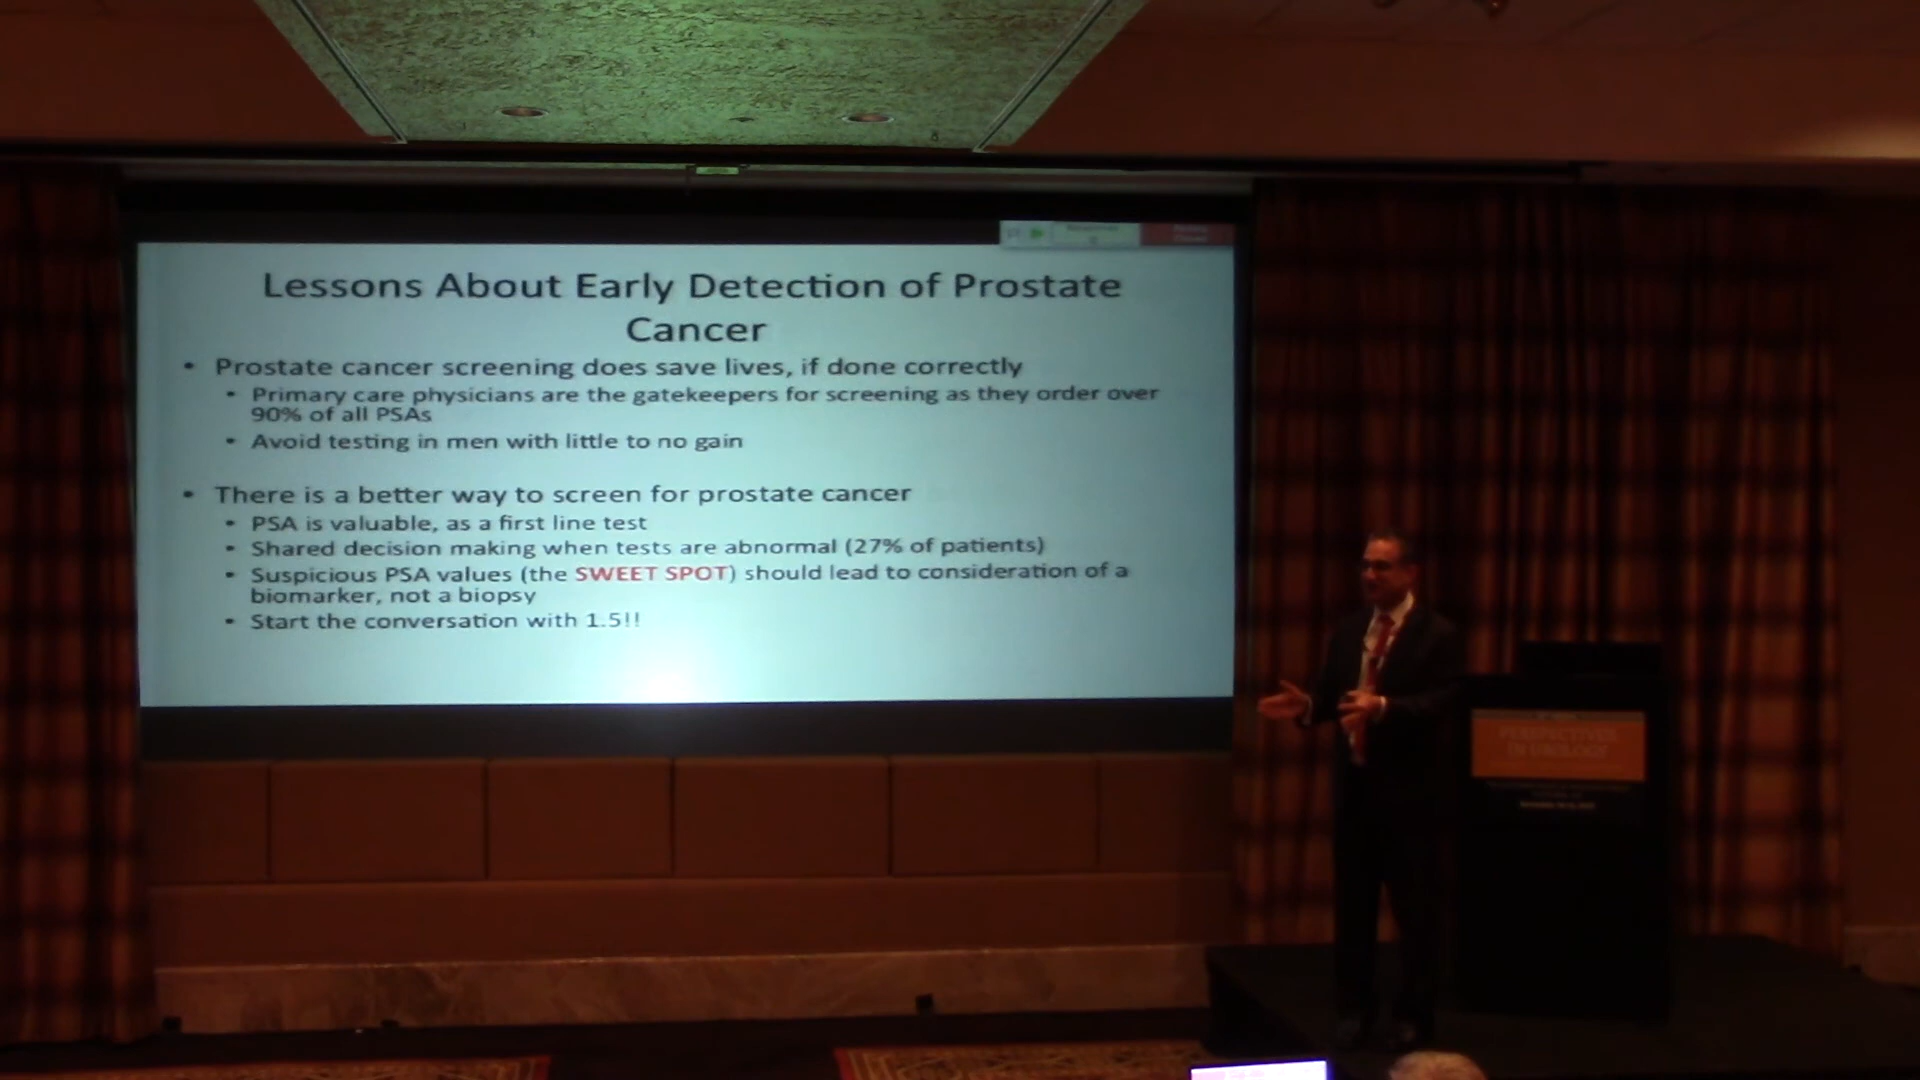 Lessons About Early Detection of Prostate
Cancer
• Prostate cancer screening does save lives, if done correctly
• Primary care physicians are the gatekeepers for screening as they order over
90% of all PSAs
• Avoid testing in men with little to no gain
• There is a better way to screen for prostate cancer
• PSA is valuable, as a first line test
• Shared decision making when tests are abnormal (27% of patients)
• Suspicious PSA values (the SWEET SPOT) should lead to consideration of a
biomarker, not a biopsy
• Start the conversation with 1.5!!
PERSPECTIVES
IN UROLOGY